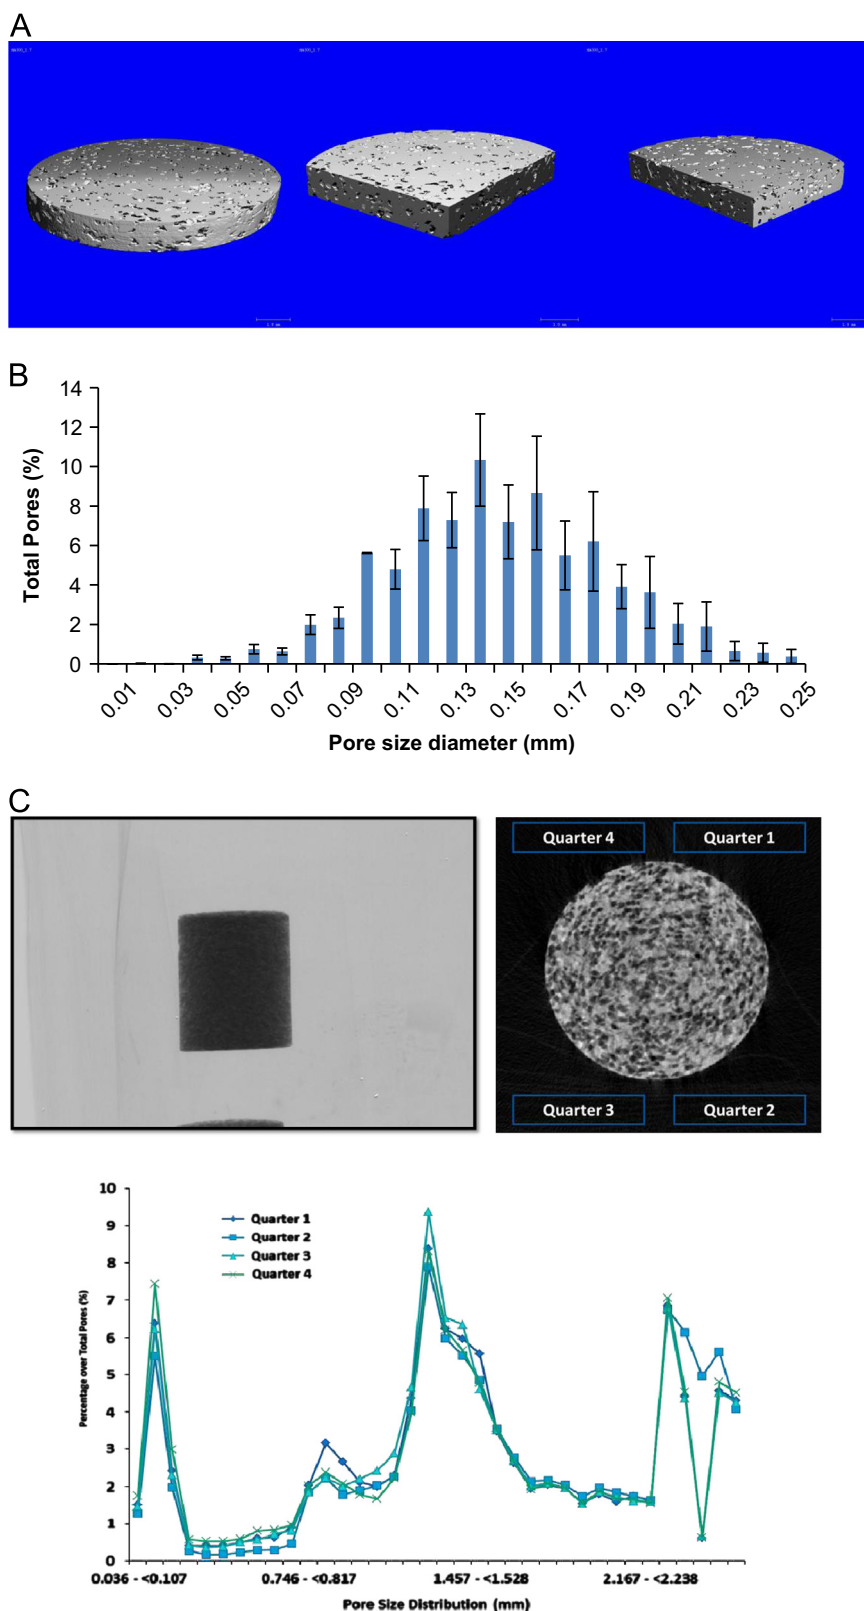 A
B
14
12
10
8
6
4
2
0
Total Pores (%)
0.01 0.03 0.05 0.07 0.09 0.11 0.13 0.15 0.17 0.19 0.21 0.23 0.25
Pore size diameter (mm)
C
Quarter 4 Quarter 1
Quarter 3 Quarter 2
10
9
8
7
6
5
4
3
2
1
0
Percentage over Total Pores (%)
Quarter 1
Quarter 2
Quarter 3
Quarter 4
0.036 - <0.107 0.746 - <0.817 1.457 - <1.528 2.167 - <2.238
Pore Size Distribution (mm)